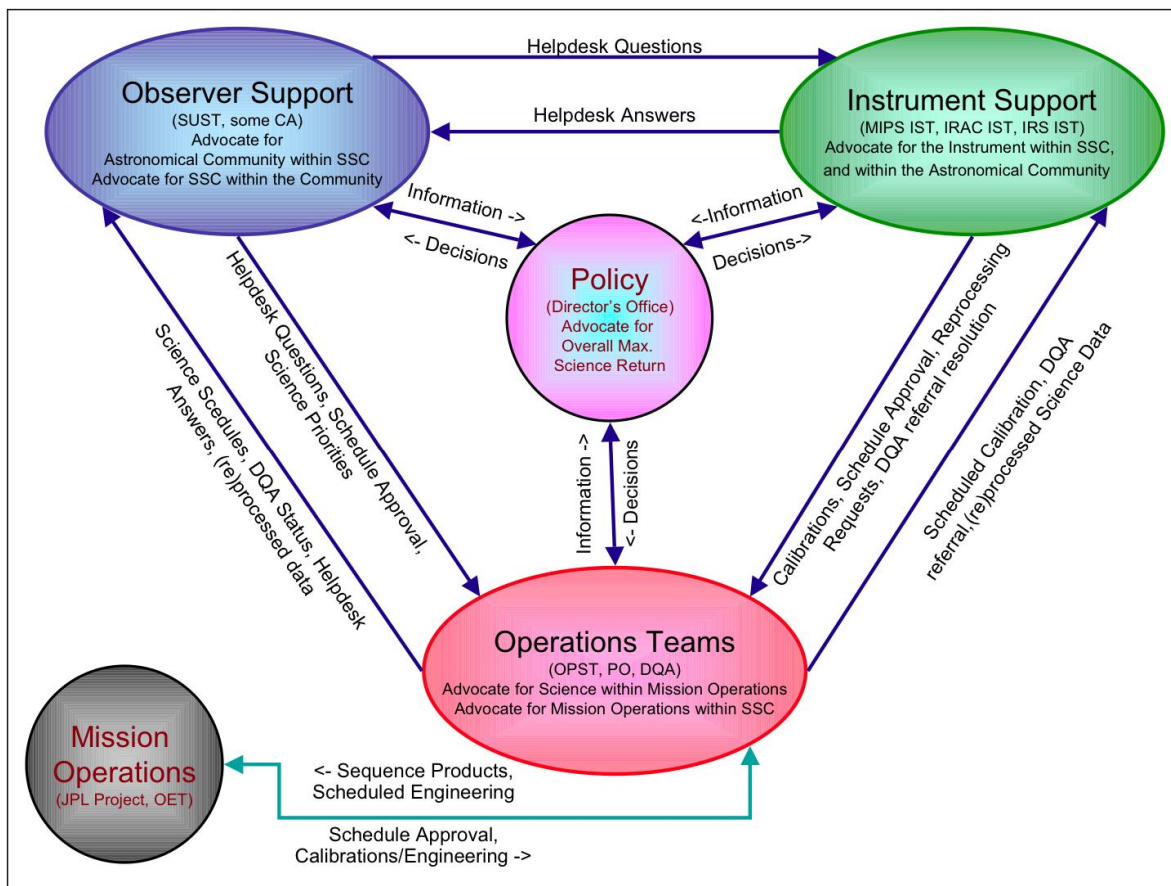 Helpdesk Questions
Observer Support
(SUST, some CA)
Advocate for
Astronomical Community within SSC
Advocate for SSC within the Community
Helpdesk Answers
Instrument Support
(MIPS IST, IRAC IST, IRS IST)
Advocate for the Instrument within SSC,
and within the Astronomical Community
Information ->
<- Decisions
<-Information
Decisions->
Policy
(Director's Office)
Advocate for
Overall Max.
Science Return
Helpdesk Questions, Schedule Approval,
Science Priorities
Science Scedules, DQA Status, Helpdesk
Answers, (re)processed data
Information ->
<- Decisions
Calibrations, Schedule Approval, Reprocessing
Requests, DQA referral resolution
Scheduled Calibration, DQA
referral,(re)processed Science Data
Operations Teams
(OPST, PO, DQA)
Advocate for Science within Mission Operations
Advocate for Mission Operations within SSC
Mission
Operations
(JPL Project, OET)
<- Sequence Products,
Scheduled Engineering
Schedule Approval,
Calibrations/Engineering ->